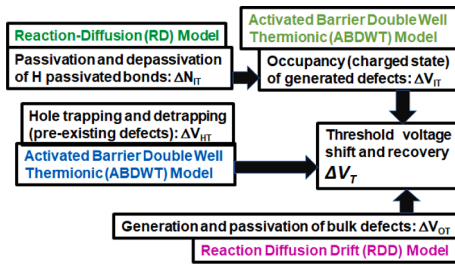 Reaction-Diffusion (RD) Model
Passivation and depassivation
of H passivated bonds: ΔN_IT
Activated Barrier Double Well
Thermionic (ABDWT) Model
Occupancy (charged state)
of generated defects: ΔV_IT
Hole trapping and detrapping
(pre-existing defects): ΔV_HT
Activated Barrier Double Well
Thermionic (ABDWT) Model
Threshold voltage
shift and recovery
ΔV_T
Generation and passivation of bulk defects: ΔV_OT
Reaction Diffusion Drift (RDD) Model